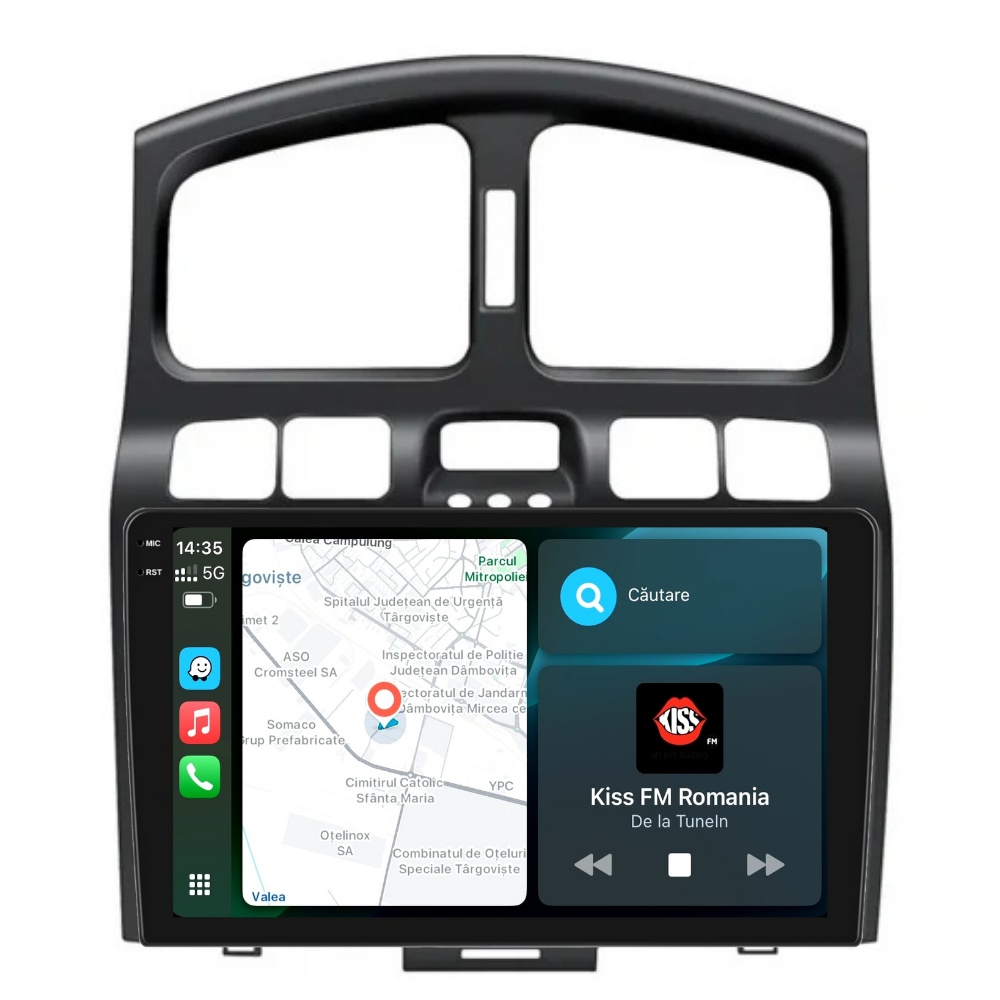 MIC
RST
14:35
5G
Calea Câmpulung
goviște
Parcul
Mitropoliei
Spitalul Județean de Urgență
Târgoviște
imet 2
ASO
Cromsteel SA
Inspectoratul de Poliție
Județean Dâmbovița
ectoratul de Jandarm
Dâmbovița Mircea ce
Somaco
Grup Prefabricate
Cimitirul Catolic
Sfânta Maria
YPC
Oțelinox
SA
Combinatul de Oțeluri
Speciale Târgoviște
Valea
Căutare
KISS
FM
Kiss FM Romania
De la TuneIn